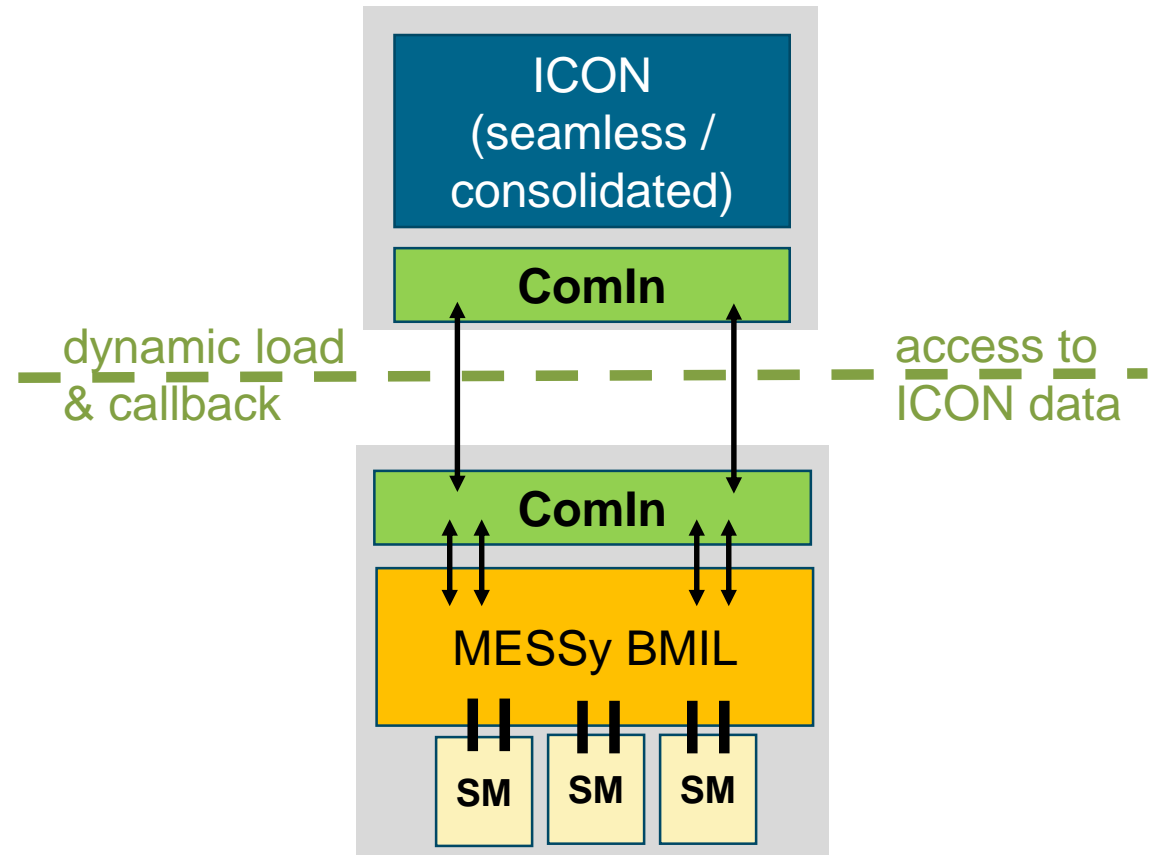 ICON
(seamless /
consolidated)
ComIn
dynamic load
& callback
access to
ICON data
ComIn
MESSy BMIL
SM
SM
SM